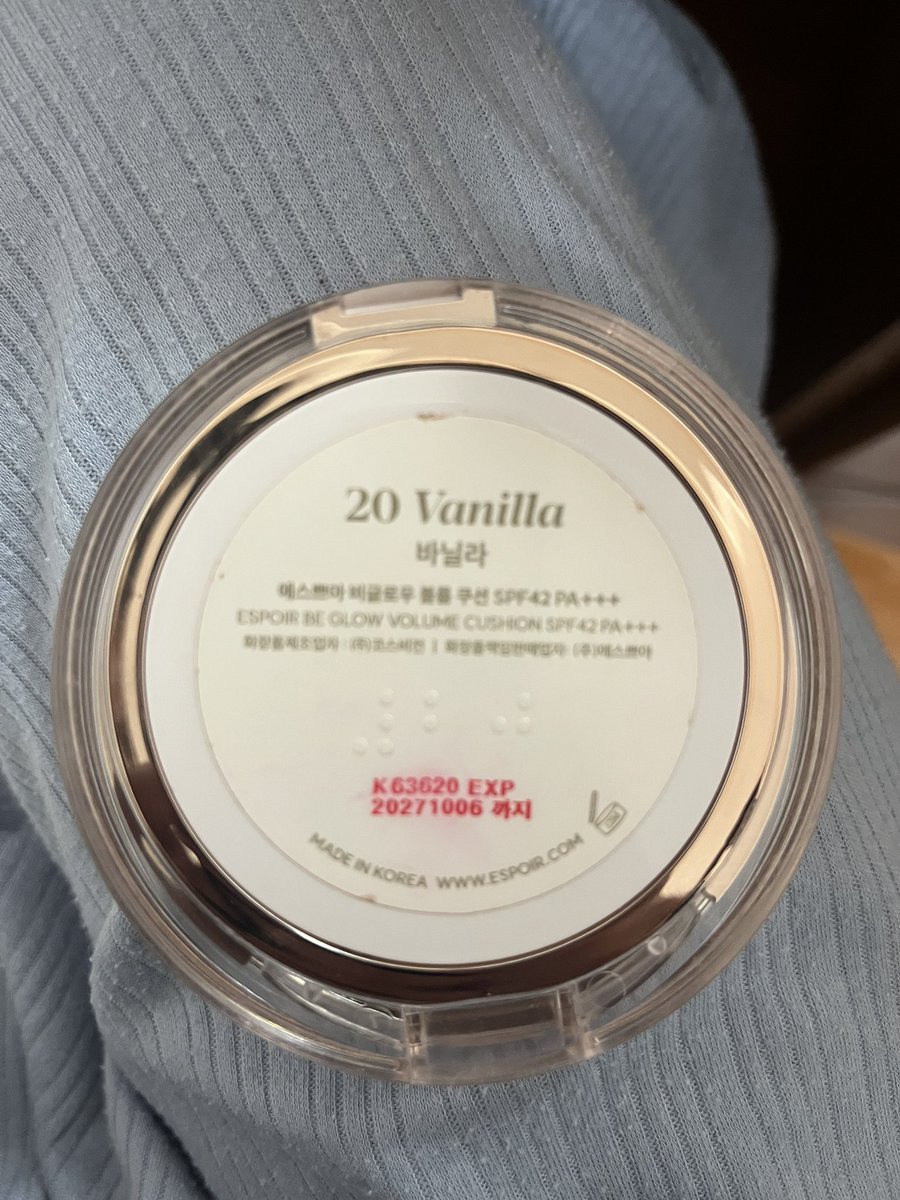 20 Vanilla
바닐라
에스쁘아 비글로우 볼륨 쿠션 SPF42 PA+++
ESPOIR BE GLOW VOLUME CUSHION SPF42 PA+++
화장품제조업자 : (주)코스비전 | 화장품책임판매업자: (주)에스쁘아
K63620 EXP
20271006 까지
MADE IN KOREA WWW.ESPOIR.COM